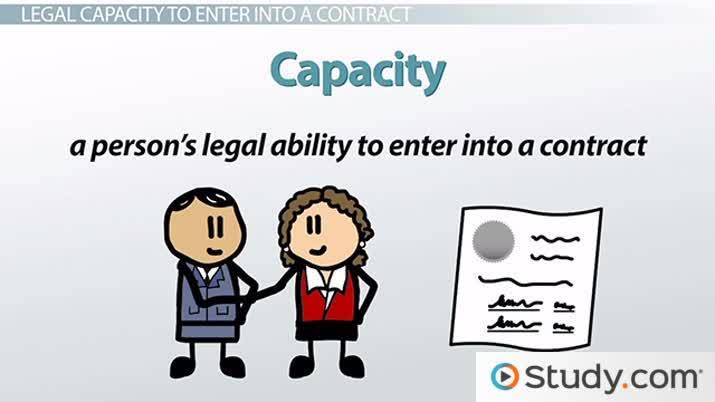 LEGAL CAPACITY TO ENTER INTO A CONTRACT
Capacity
a person's legal ability to enter into a contract
Study.com